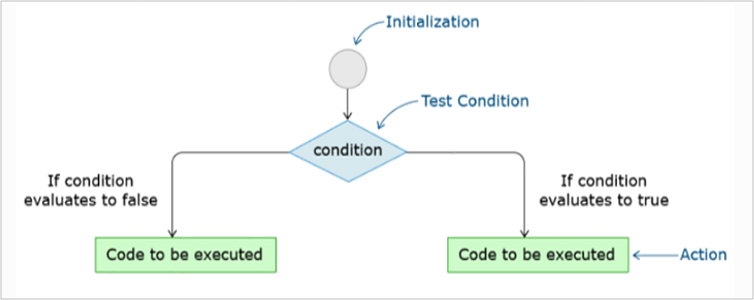 Initialization
Test Condition
condition
If condition
evaluates to false
If condition
evaluates to true
Code to be executed
Code to be executed
Action